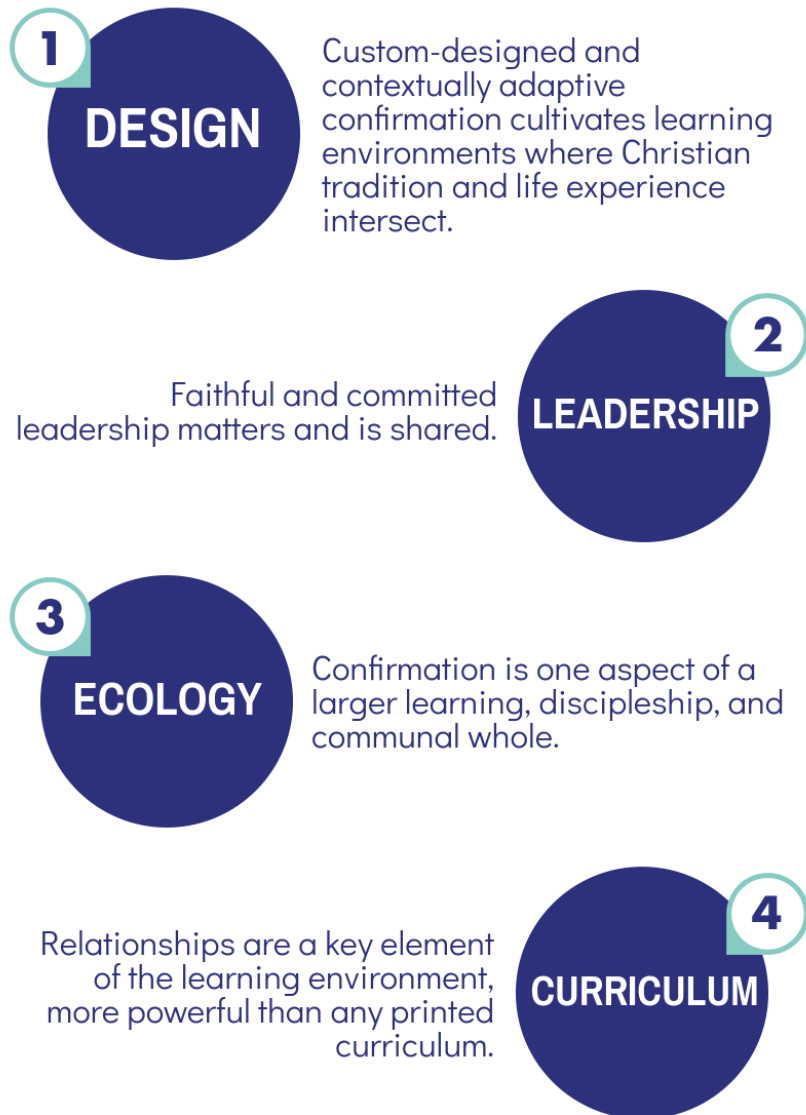 1
DESIGN
Custom-designed and
contextually adaptive
confirmation cultivates learning
environments where Christian
tradition and life experience
intersect.
2
LEADERSHIP
Faithful and committed
leadership matters and is shared.
3
ECOLOGY
Confirmation is one aspect of a
larger learning, discipleship, and
communal whole.
4
CURRICULUM
Relationships are a key element
of the learning environment,
more powerful than any printed
curriculum.